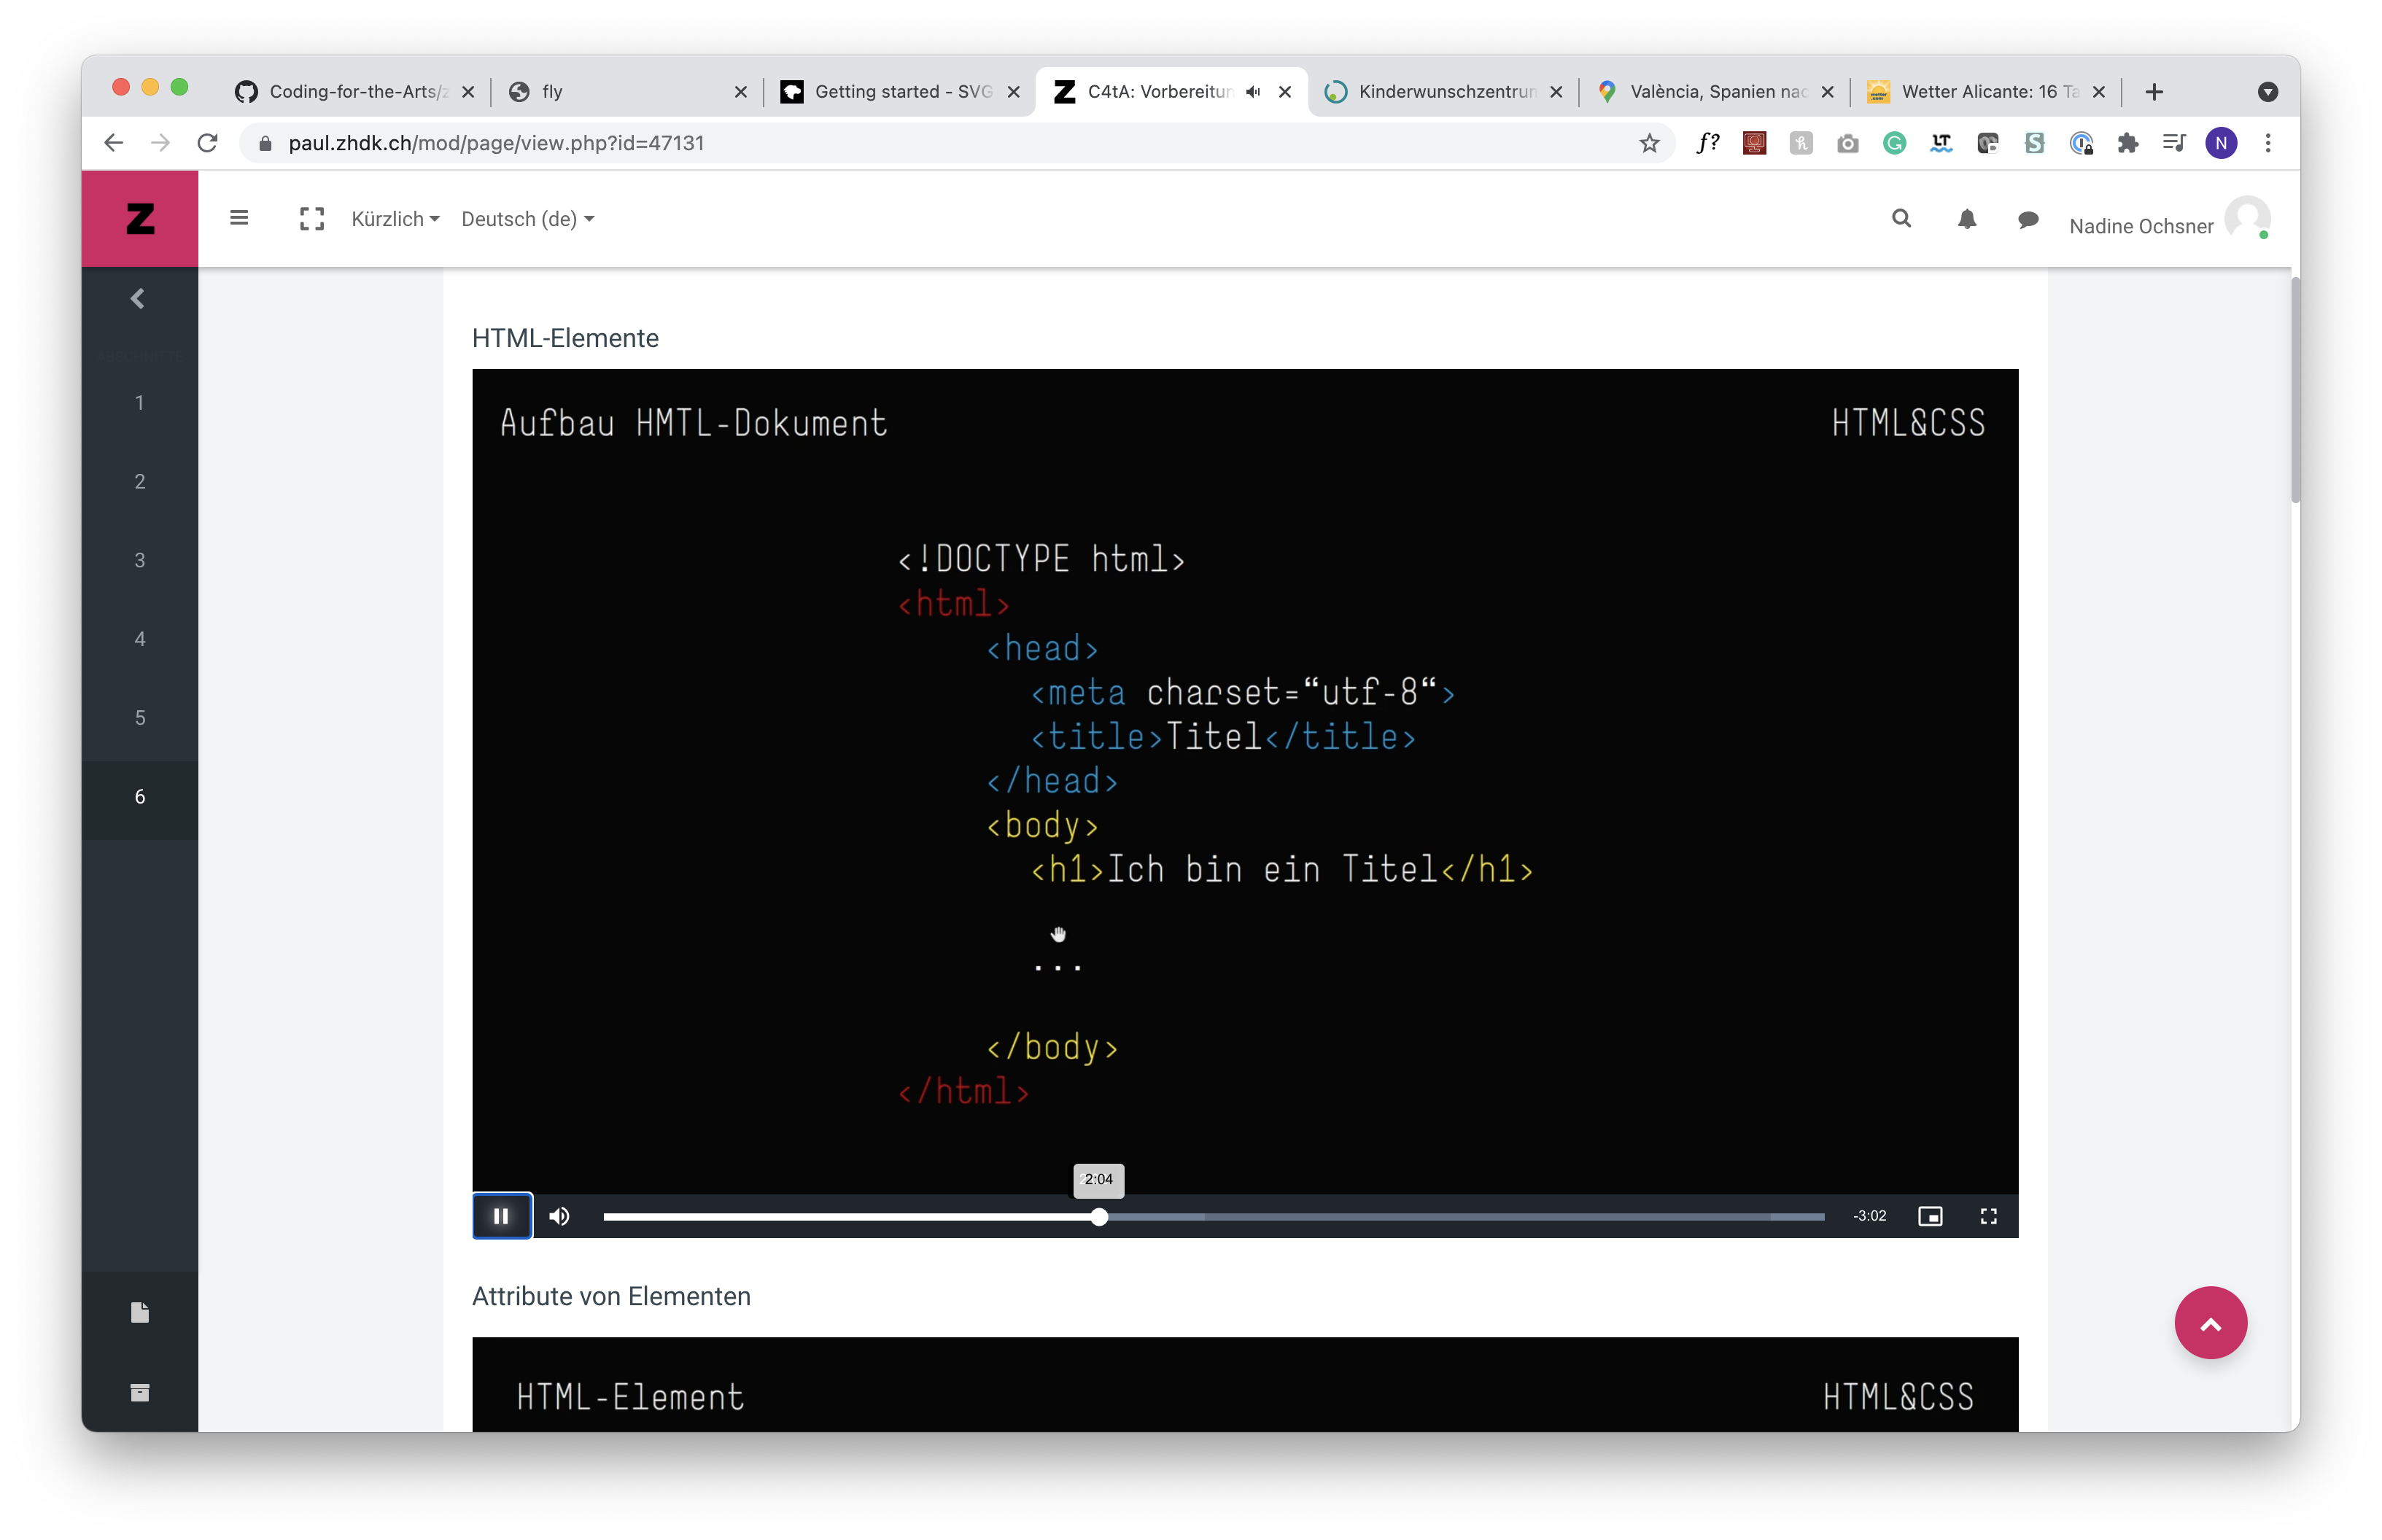 Coding-for-the-Arts/z
fly
Getting started - SVG
C4tA: Vorbereitun
Kinderwunschzentrum
València, Spanien nac
Wetter Alicante: 16 Ta
paul.zhdk.ch/mod/page/view.php?id=47131
f?
N
Z
Kürzlich
Deutsch (de)
Nadine Ochsner
1
2
3
4
5
6
HTML-Elemente
Aufbau HMTL-Dokument
HTML&CSS
<!DOCTYPE html>
<html>
<head>
<meta charset=“utf-8“>
<title>Titel</title>
</head>
<body>
<h1>Ich bin ein Titel</h1>
...
</body>
</html>
2:04
-3:02
Attribute von Elementen
HTML-Element
HTML&CSS